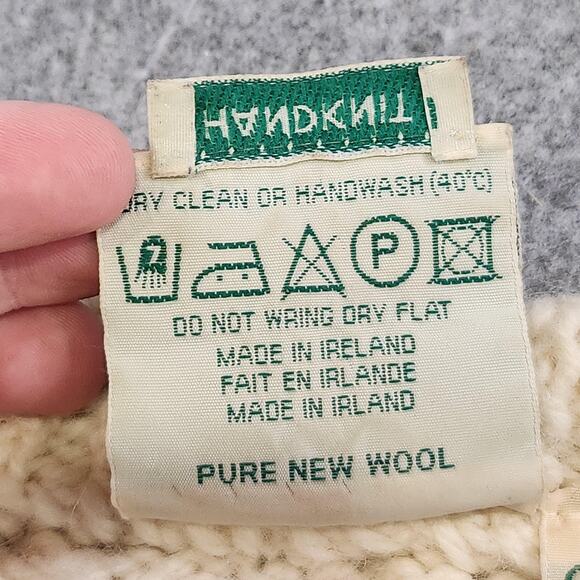 HANDKNIT
DRY CLEAN OR HANDWASH (40°C)
P
DO NOT WRING DRY FLAT
MADE IN IRELAND
FAIT EN IRLANDE
MADE IN IRLAND
PURE NEW WOOL